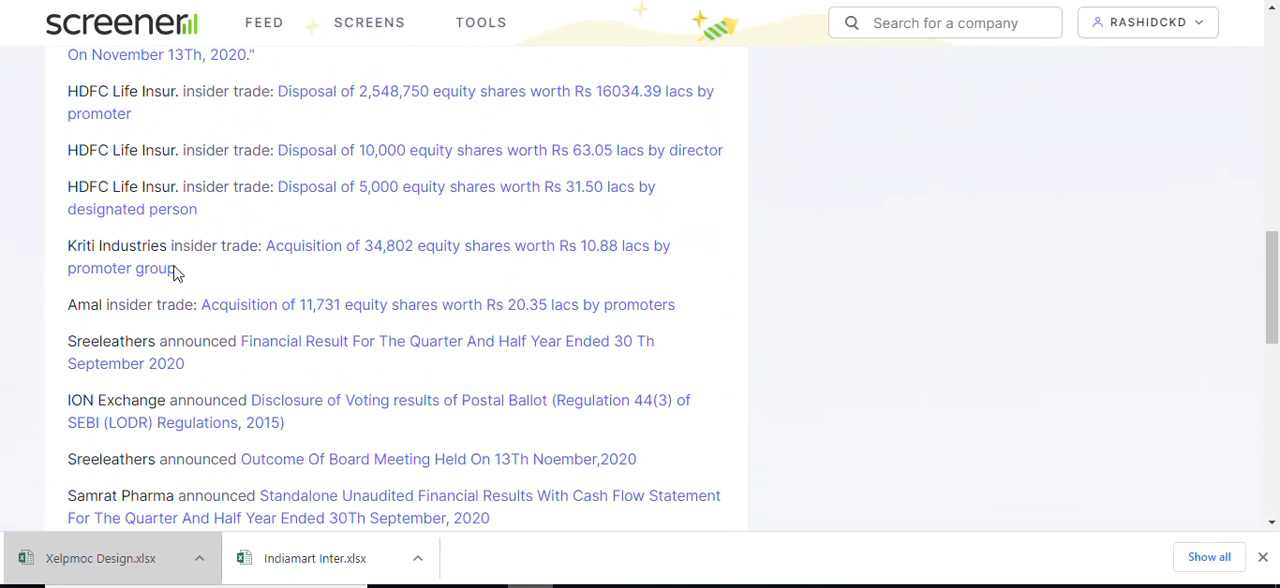 screener
FEED
SCREENS
TOOLS
Search for a company
RASHIDCKD
On November 13Th, 2020."
HDFC Life Insur. insider trade: Disposal of 2,548,750 equity shares worth Rs 16034.39 lacs by
promoter
HDFC Life Insur. insider trade: Disposal of 10,000 equity shares worth Rs 63.05 lacs by director
HDFC Life Insur. insider trade: Disposal of 5,000 equity shares worth Rs 31.50 lacs by
designated person
Kriti Industries insider trade: Acquisition of 34,802 equity shares worth Rs 10.88 lacs by
promoter group
Amal insider trade: Acquisition of 11,731 equity shares worth Rs 20.35 lacs by promoters
Sreeleathers announced Financial Result For The Quarter And Half Year Ended 30 Th
September 2020
ION Exchange announced Disclosure of Voting results of Postal Ballot (Regulation 44(3) of
SEBI (LODR) Regulations, 2015)
Sreeleathers announced Outcome Of Board Meeting Held On 13Th Noember,2020
Samrat Pharma announced Standalone Unaudited Financial Results With Cash Flow Statement
For The Quarter And Half Year Ended 30Th September, 2020
Xelpmoc Design.xlsx
Indiamart Inter.xlsx
Show all